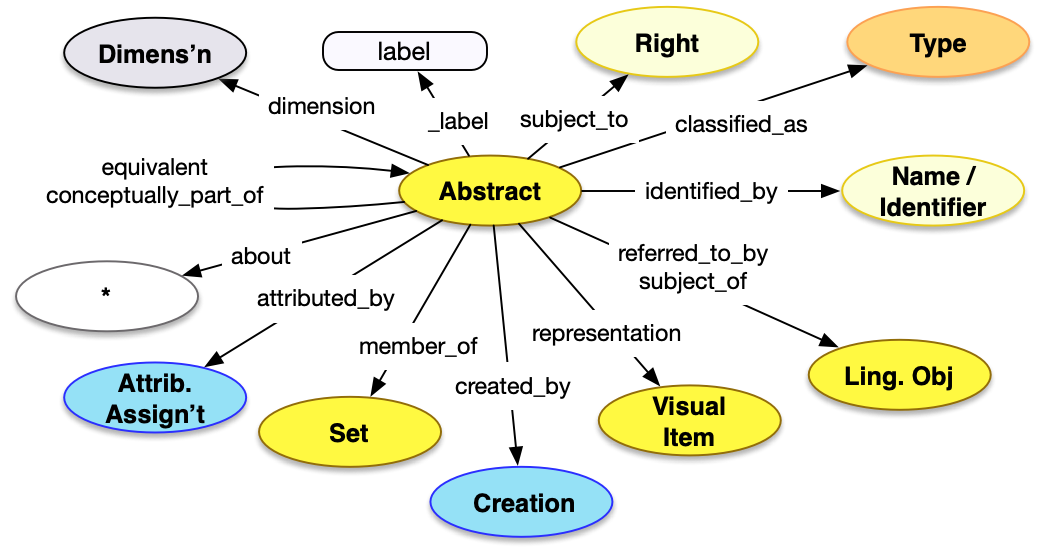 Dimens'n
label
Right
Type
dimension
_label
subject_to
classified_as
equivalent
conceptually_part_of
Abstract
identified_by
Name /
Identifier
about
*
attributed_by
referred_to_by
subject_of
member_of
representation
created_by
Attrib.
Assign't
Set
Visual
Item
Ling. Obj
Creation